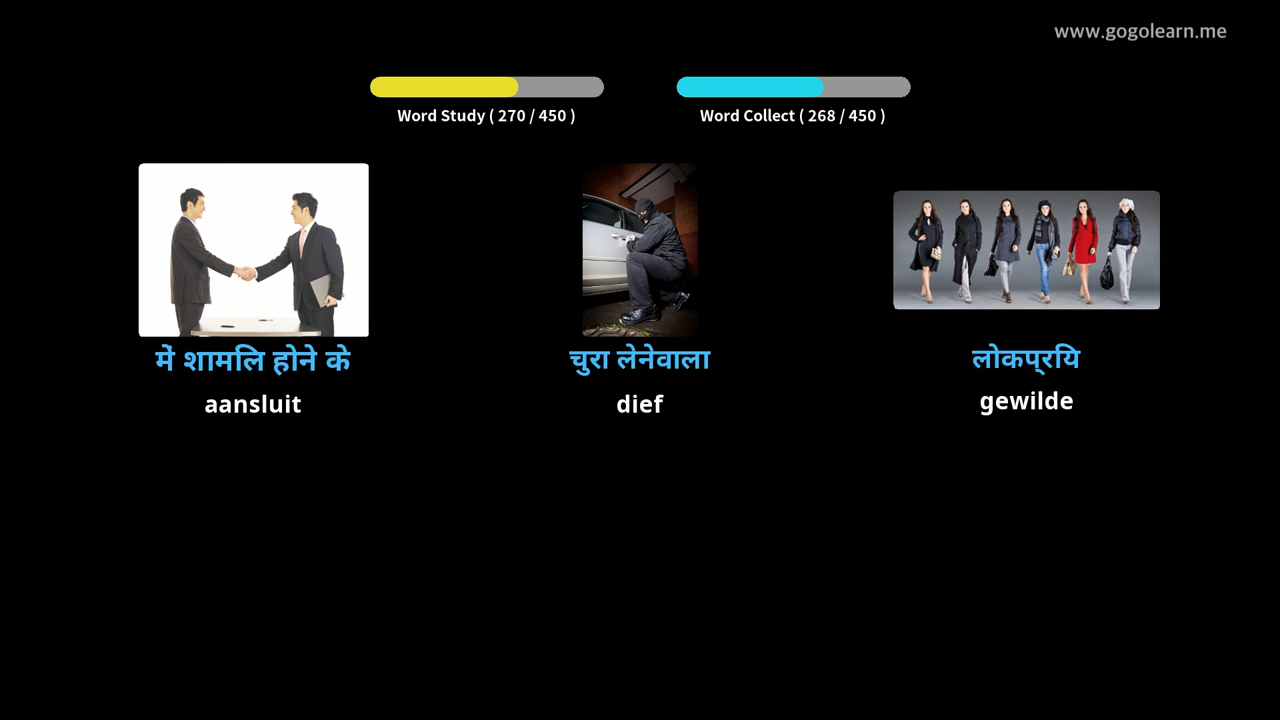 www.gogolearn.me
Word Study ( 270 / 450 )
Word Collect ( 268 / 450 )
में शामलि होने के
चुरा लेनेवाला
लोकप्रयि
aansluit
dief
gewilde